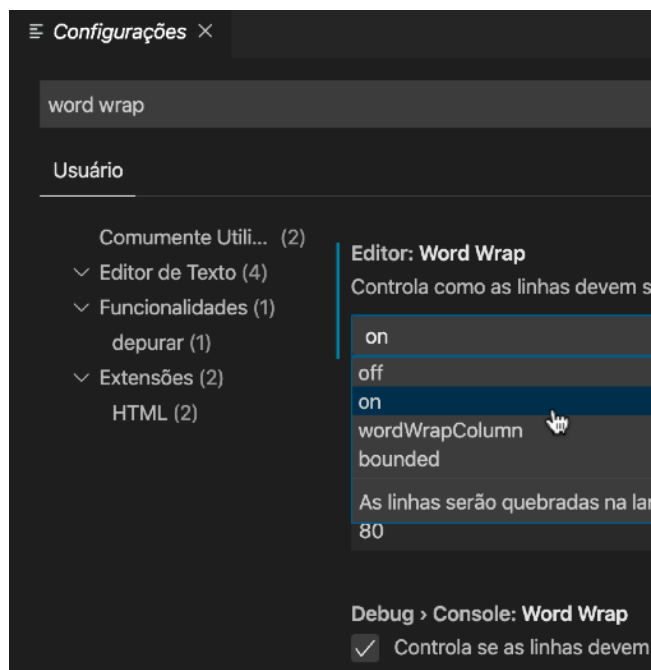 Configurações
word wrap
Usuário
Comumente Utili... (2)
Editor de Texto (4)
Funcionalidades (1)
depurar (1)
Extensões (2)
HTML (2)
Editor: Word Wrap
Controla como as linhas devem s
on
off
on
wordWrapColumn
bounded
As linhas serão quebradas na lar
80
Debug › Console: Word Wrap
Controla se as linhas devem